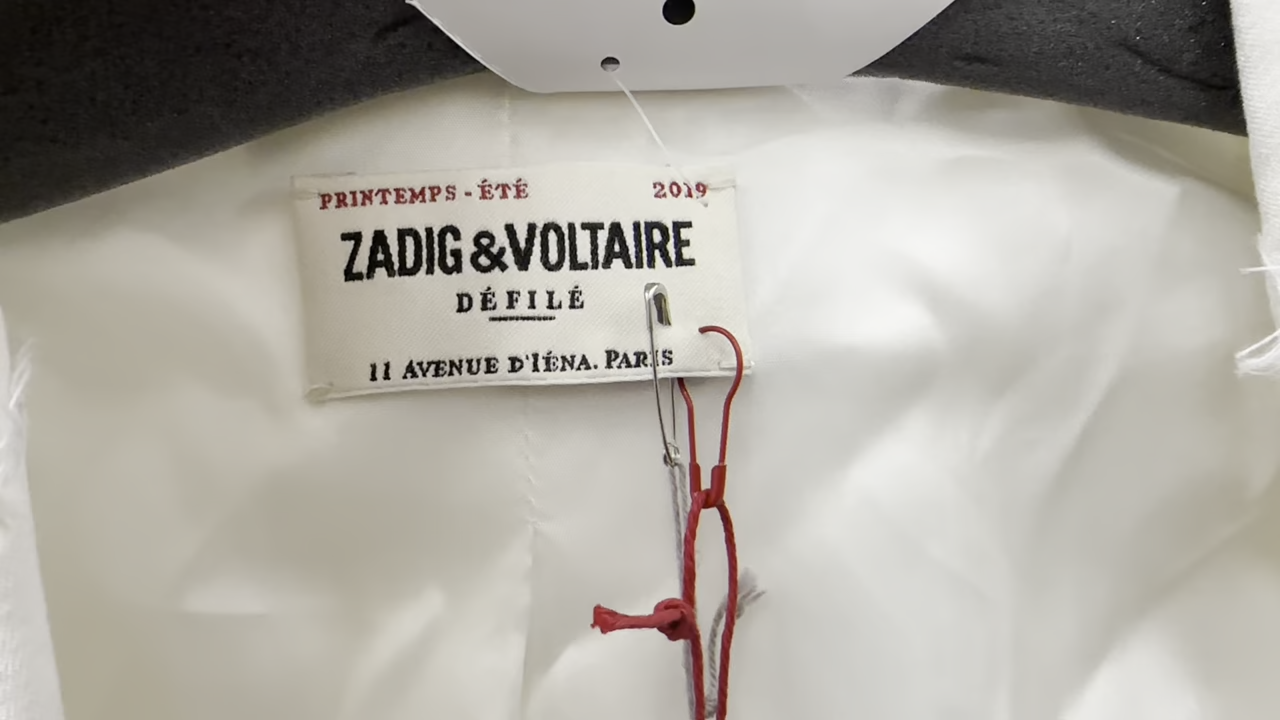 PRINTEMPS - ÉTÉ 2019
ZADIG & VOLTAIRE
DÉFILÉ
11 AVENUE D'IÉNA. PARIS